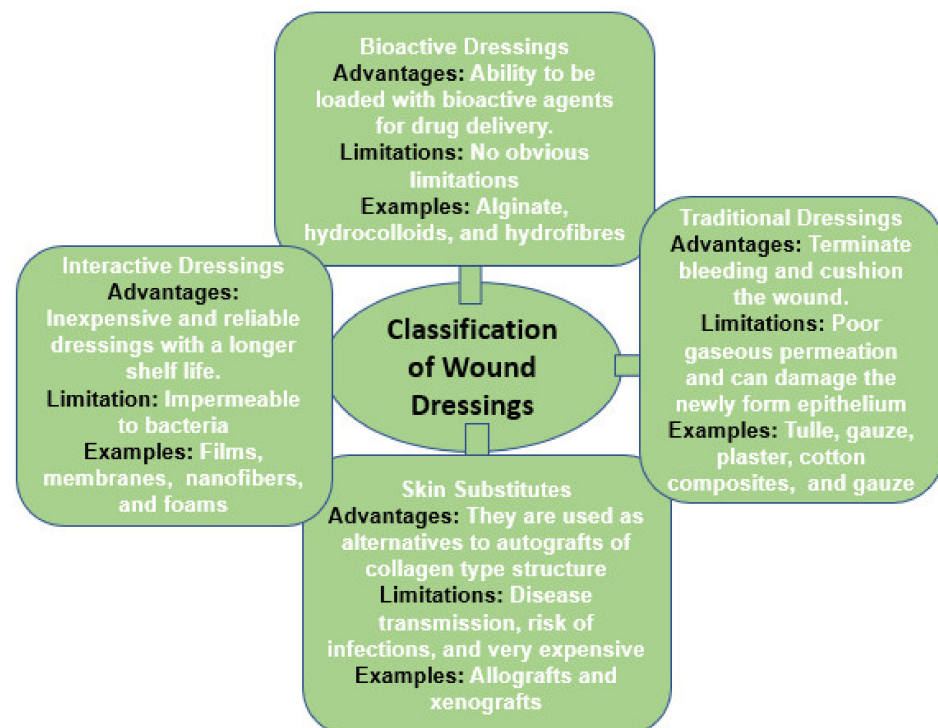 Bioactive Dressings
Advantages: Ability to be
loaded with bioactive agents
for drug delivery.
Limitations: No obvious
limitations
Examples: Alginate,
hydrocolloids, and hydrofibres
Traditional Dressings
Advantages: Terminate
bleeding and cushion
the wound.
Limitations: Poor
gaseous permeation
and can damage the
newly form epithelium
Examples: Tulle, gauze,
plaster, cotton
composites, and gauze
Interactive Dressings
Advantages:
Inexpensive and reliable
dressings with a longer
shelf life.
Limitation: Impermeable
to bacteria
Examples: Films,
membranes, nanofibers,
and foams
Classification
of Wound
Dressings
Skin Substitutes
Advantages: They are used as
alternatives to autografts of
collagen type structure
Limitations: Disease
transmission, risk of
infections, and very expensive
Examples: Allografts and
xenografts